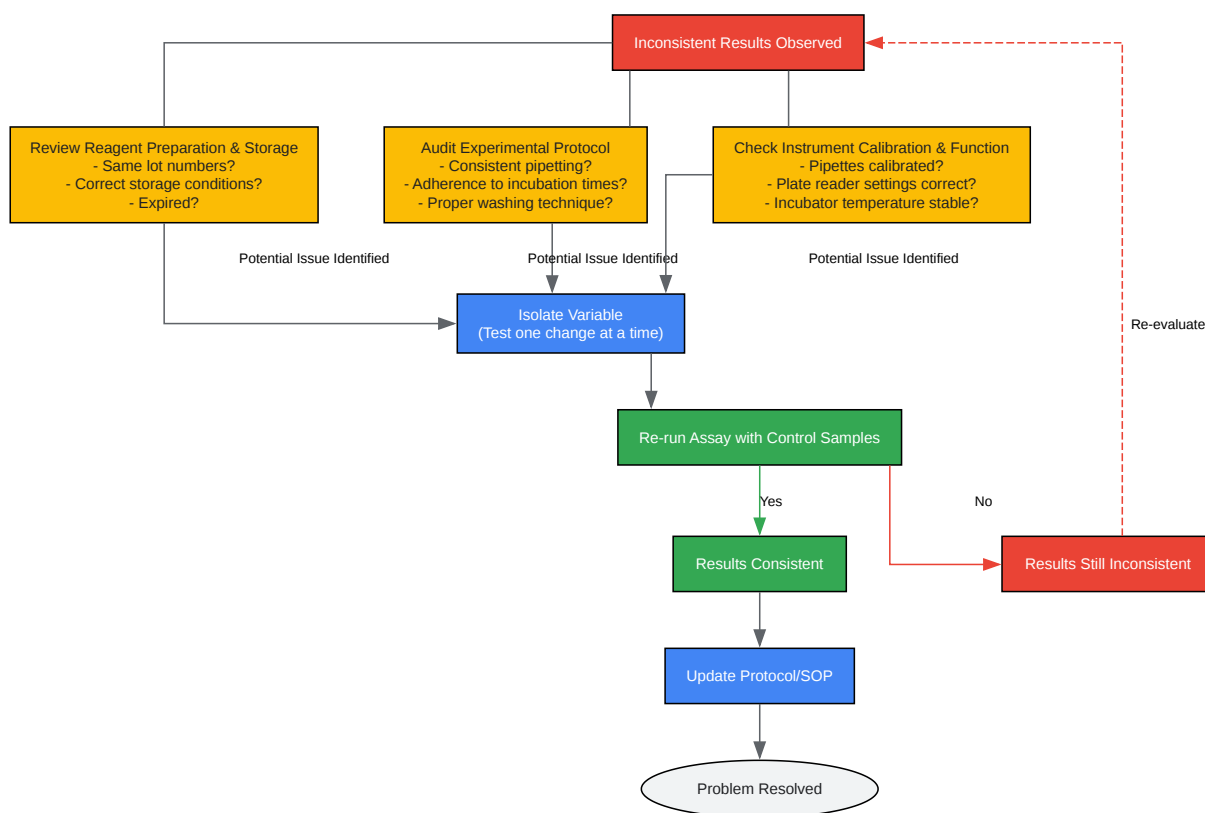 Inconsistent Results Observed
Review Reagent Preparation & Storage
- Same lot numbers?
- Correct storage conditions?
- Expired?
Audit Experimental Protocol
- Consistent pipetting?
- Adherence to incubation times?
- Proper washing technique?
Check Instrument Calibration & Function
- Pipettes calibrated?
- Plate reader settings correct?
- Incubator temperature stable?
Potential Issue Identified
Potential Issue Identified
Potential Issue Identified
Isolate Variable
(Test one change at a time)
Re-evaluate
Re-run Assay with Control Samples
Yes
No
Results Consistent
Results Still Inconsistent
Update Protocol/SOP
Problem Resolved